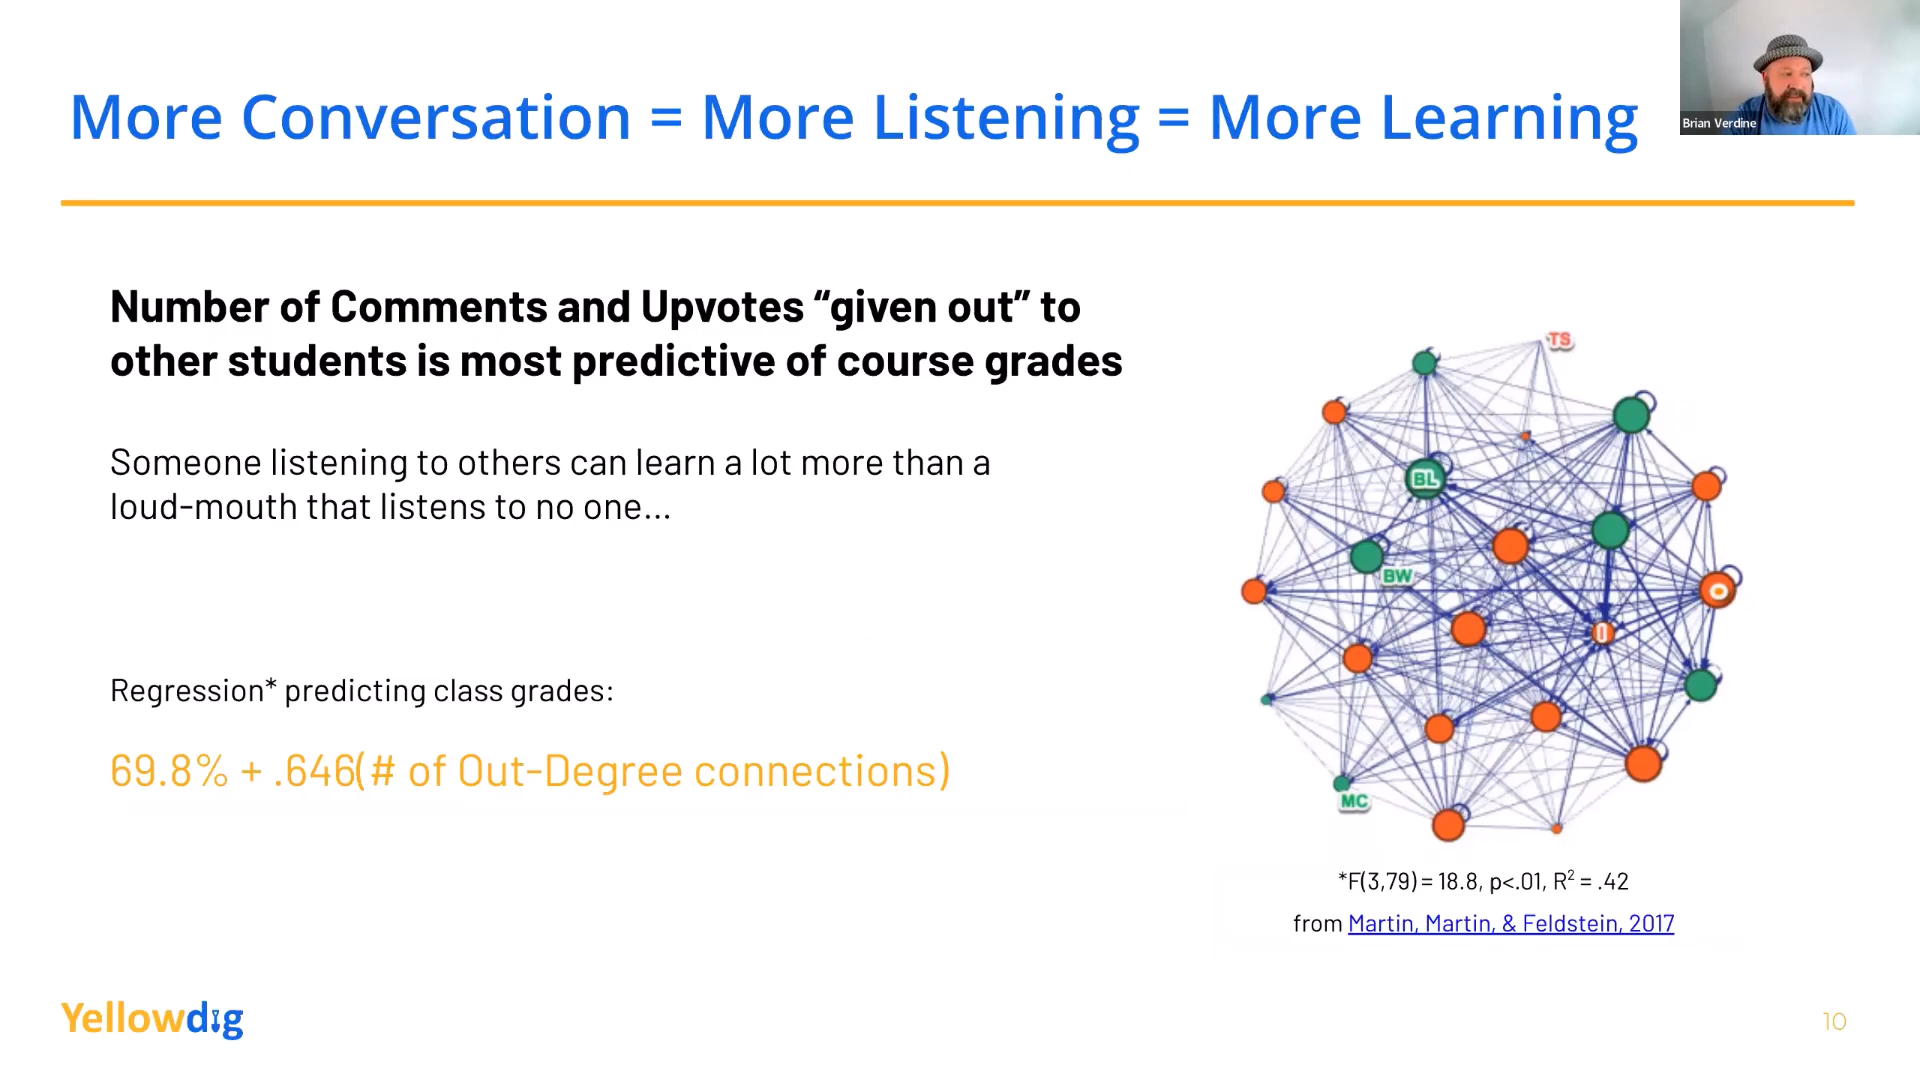 More Conversation = More Listening = More Learning
Brian Verdine
Number of Comments and Upvotes “given out” to
other students is most predictive of course grades
Someone listening to others can learn a lot more than a
loud-mouth that listens to no one...
Regression* predicting class grades:
69.8% + .646(# of Out-Degree connections)
TS
BL
BW
O
I
MC
*F(3,79) = 18.8, p<.01, R² = .42
from Martin, Martin, & Feldstein, 2017
Yellowdig
10